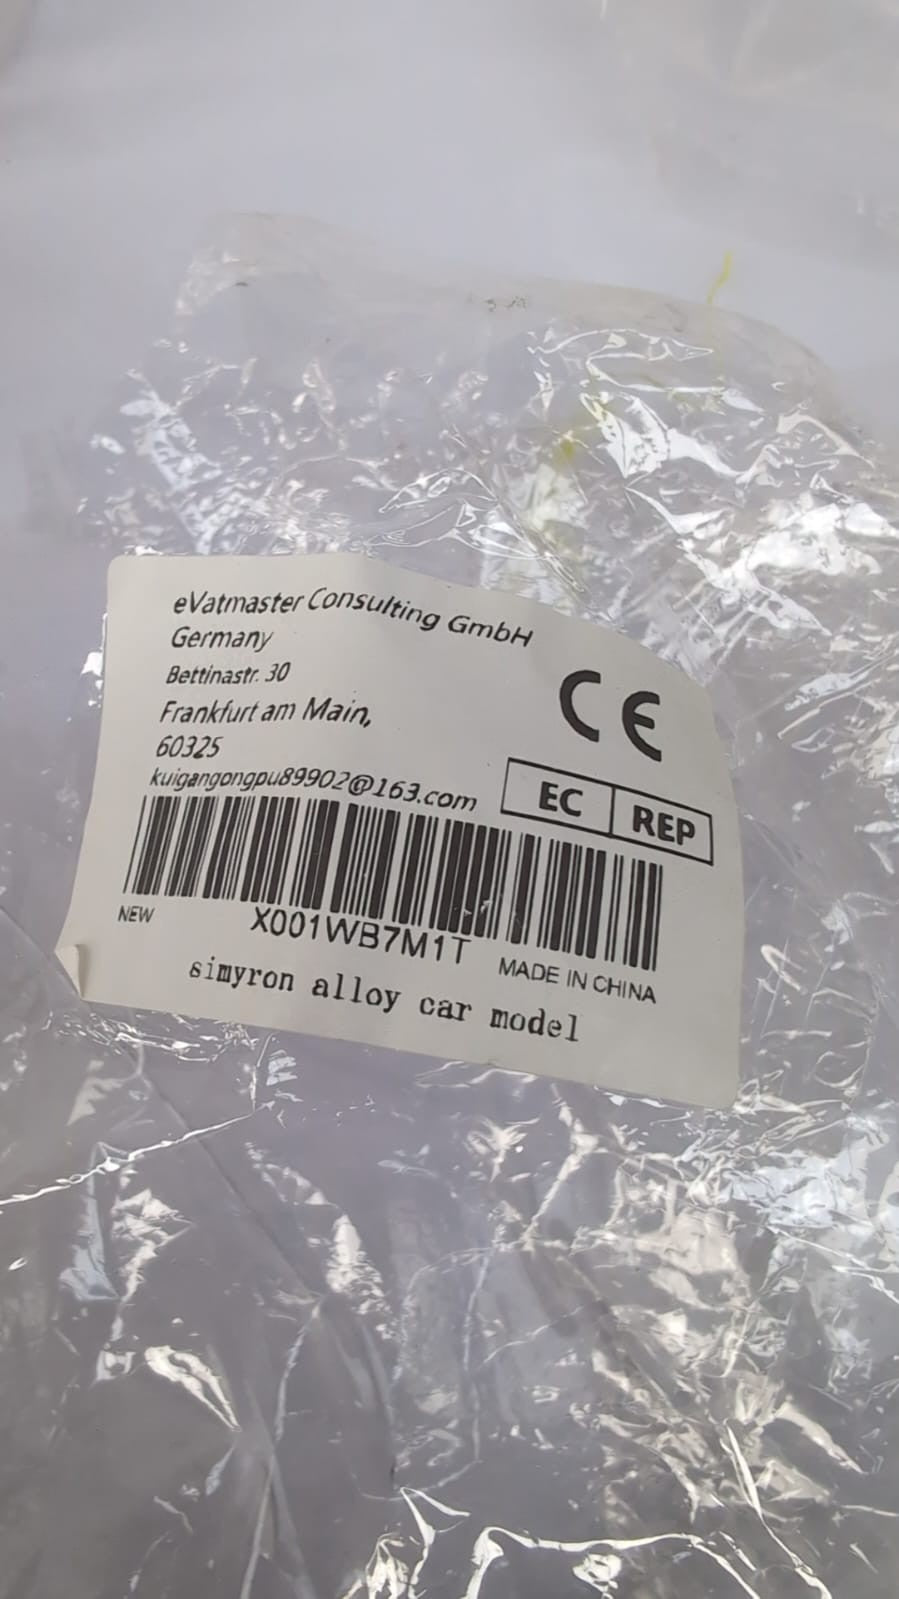 eVatmaster Consulting GmbH
Germany
Bettinastr. 30
Frankfurt am Main,
60325
kuigangongpu89902@163.com
CE
EC REP
NEW
X001WB7M1T
MADE IN CHINA
simyron alloy car model